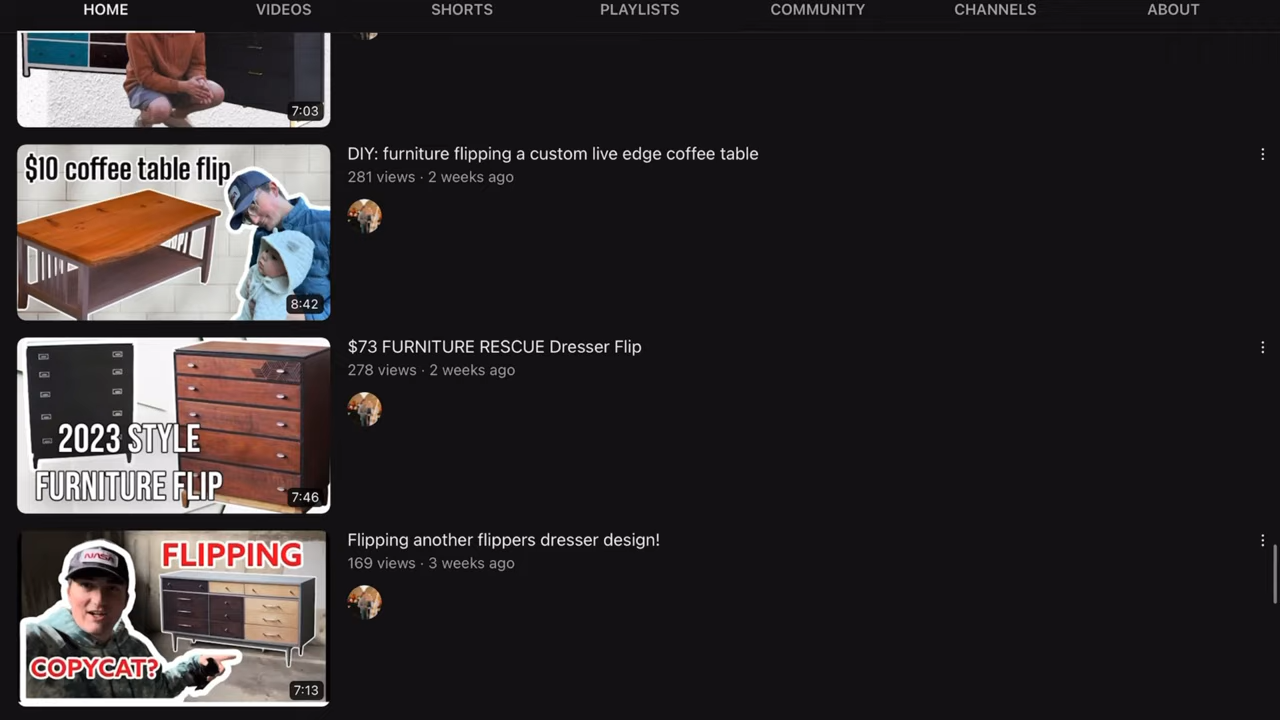 HOME VIDEOS SHORTS PLAYLISTS COMMUNITY CHANNELS ABOUT
7:03
$10 coffee table flip
8:42
DIY: furniture flipping a custom live edge coffee table
281 views · 2 weeks ago
2023 STYLE
FURNITURE FLIP
7:46
$73 FURNITURE RESCUE Dresser Flip
278 views · 2 weeks ago
FLIPPING
NASA
COPYCAT?
7:13
Flipping another flippers dresser design!
169 views · 3 weeks ago